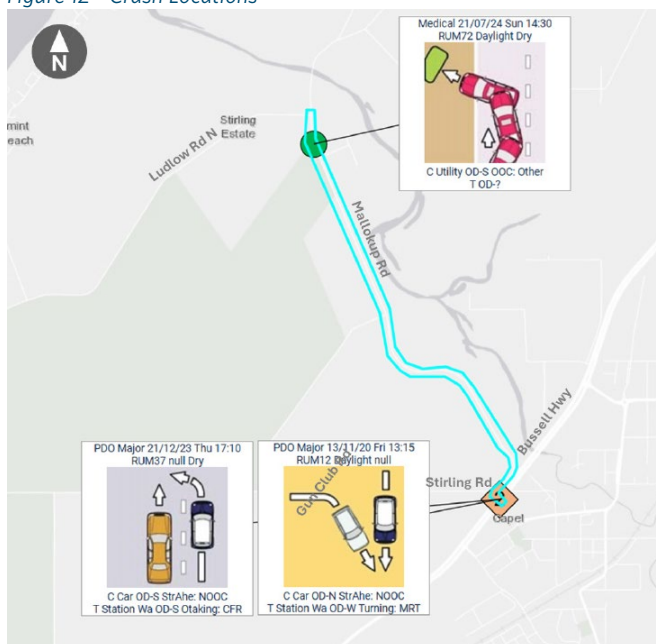 Figure 12 - Crash Locations
N
Medical 21/07/24 Sun 14:30
RUM72 Daylight Dry
C Utility OD-S OOC: Other
T OD-?
mint
each
Stirling
Estate
Ludlow Rd N
Mallokup Rd
Bussell Hwy
Stirling Rd
Capel
PDO Major 21/12/23 Thu 17:10
RUM37 null Dry
C Car OD-S StrAhe: NOOC
T Station Wa OD-S Otaking: CFR
PDO Major 13/11/20 Fri 13:15
RUM12 Daylight null
Gun Club Rd
C Car OD-N StrAhe: NOOC
T Station Wa OD-W Turning: MRT